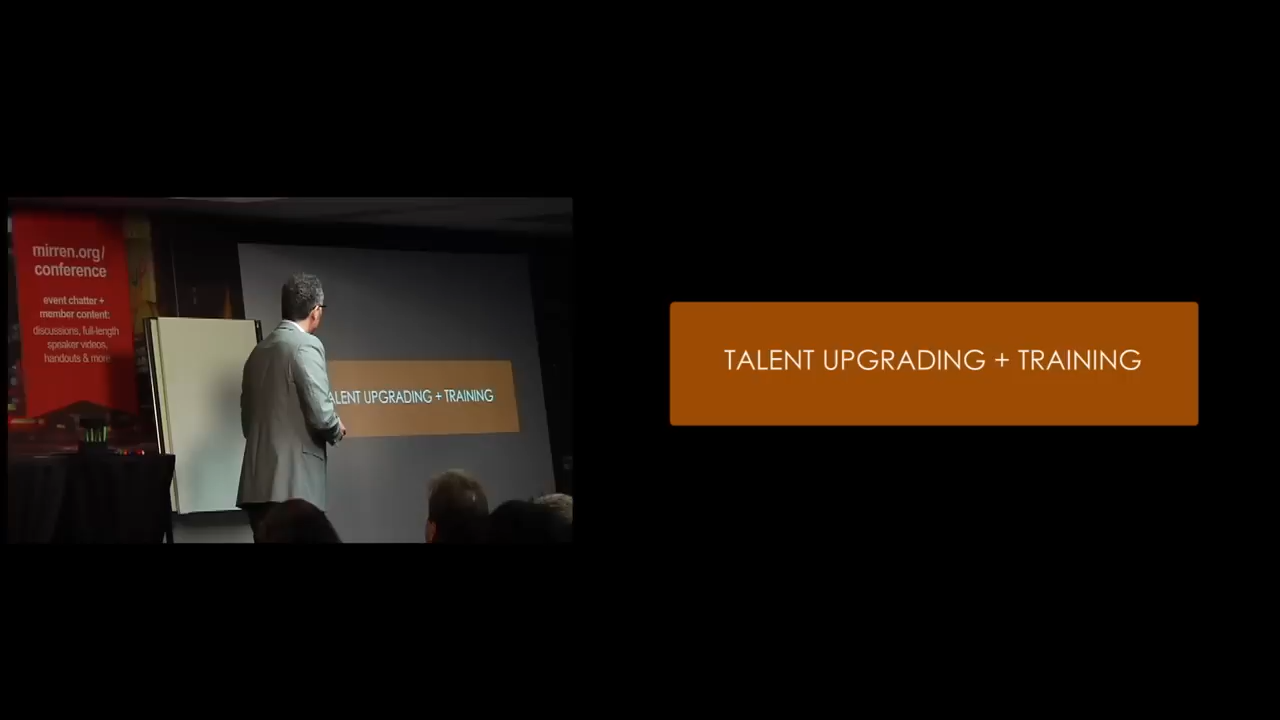 mirren.org/
conference
event chatter +
member content:
discussions, full-length
speaker videos,
handouts & more
ALENT UPGRADING + TRAINING
TALENT UPGRADING + TRAINING